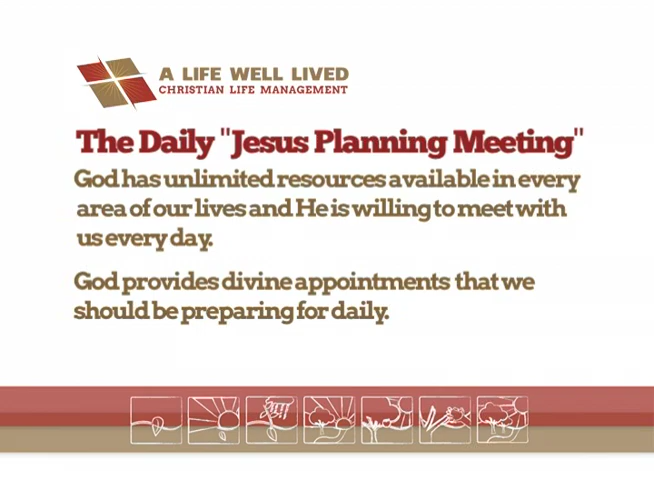 A LIFE WELL LIVED
CHRISTIAN LIFE MANAGEMENT
The Daily "Jesus Planning Meeting"
God has unlimited resources available in every
area of our lives and He is willing to meet with
us every day.
God provides divine appointments that we
should be preparing for daily.